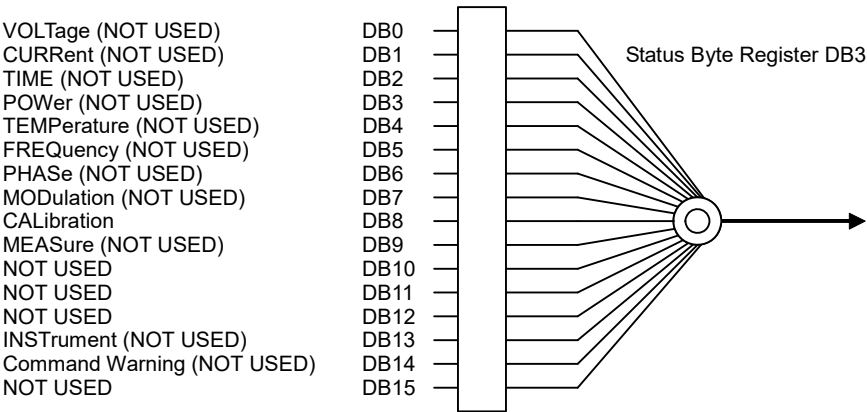 VOLTage (NOT USED) DB0
CURRent (NOT USED) DB1
Status Byte Register DB3
TIME (NOT USED) DB2
POWer (NOT USED) DB3
TEMPerature (NOT USED) DB4
FREQuency (NOT USED) DB5
PHASe (NOT USED) DB6
MODulation (NOT USED) DB7
CALibration DB8
MEASure (NOT USED) DB9
NOT USED DB10
NOT USED DB11
NOT USED DB12
INSTrument (NOT USED) DB13
Command Warning (NOT USED) DB14
NOT USED DB15